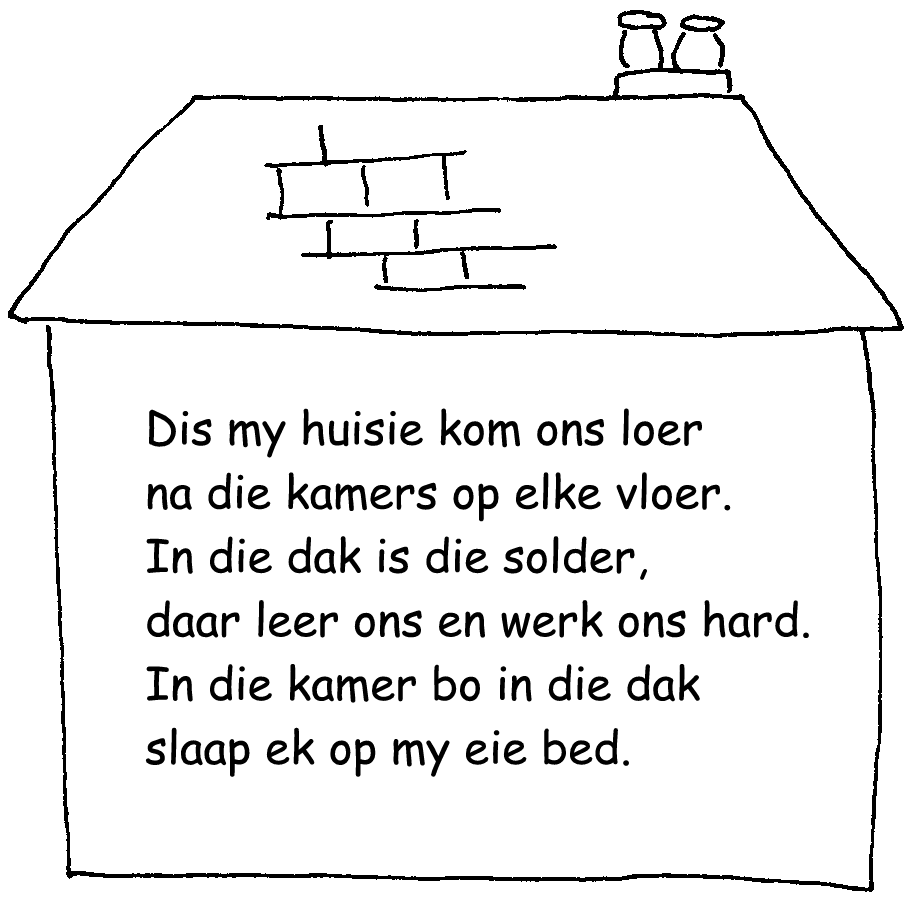 Dis my huisie kom ons loer
na die kamers op elke vloer.
In die dak is die solder,
daar leer ons en werk ons hard.
In die kamer bo in die dak
slaap ek op my eie bed.